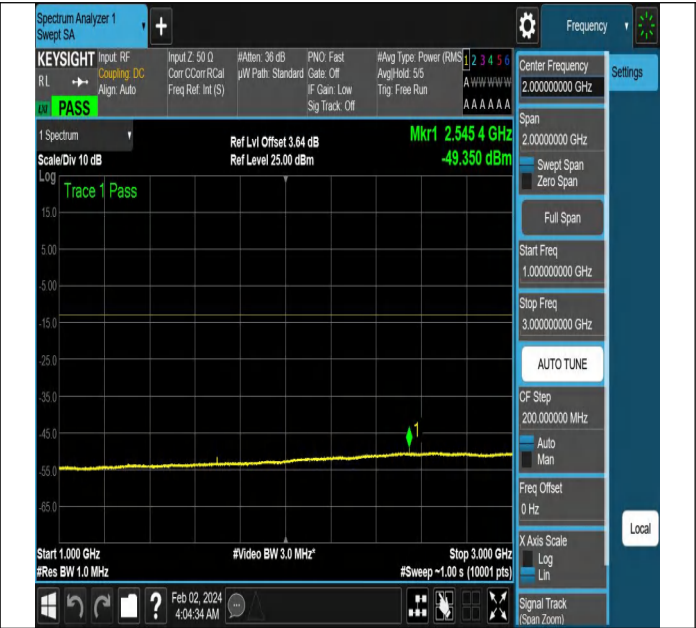 Spectrum Analyzer 1
Swept SA
+
Frequency
KEYSIGHT
RL
Input: RF
Coupling: DC
Align: Auto
Input Z: 50 Ω
Corr CCorr RCal
Freq Ref: Int (S)
#Atten: 36 dB
µW Path: Standard
PNO: Fast
Gate: Off
IF Gain: Low
Sig Track: Off
#Avg Type: Power (RMS
Avg|Hold: 5/5
Trig: Free Run
1 2 3 4 5 6
A W W W W W
A A A A A A
PASS
1 Spectrum
Scale/Div 10 dB
Ref Lvl Offset 3.64 dB
Ref Level 25.00 dBm
Mkr1 2.545 4 GHz
-49.350 dBm
Log
Trace 1 Pass
15.0
5.00
-5.00
-15.0
-25.0
-35.0
-45.0
-55.0
-65.0
1
Start 1.000 GHz
#Res BW 1.0 MHz
#Video BW 3.0 MHz*
Stop 3.000 GHz
#Sweep ~1.00 s (10001 pts)
Feb 02, 2024
4:04:34 AM
Center Frequency
2.000000000 GHz
Settings
Span
2.00000000 GHz
Swept Span
Zero Span
Full Span
Start Freq
1.000000000 GHz
Stop Freq
3.000000000 GHz
AUTO TUNE
CF Step
200.000000 MHz
Auto
Man
Freq Offset
0 Hz
X Axis Scale
Log
Lin
Signal Track
(Span Zoom)
Local